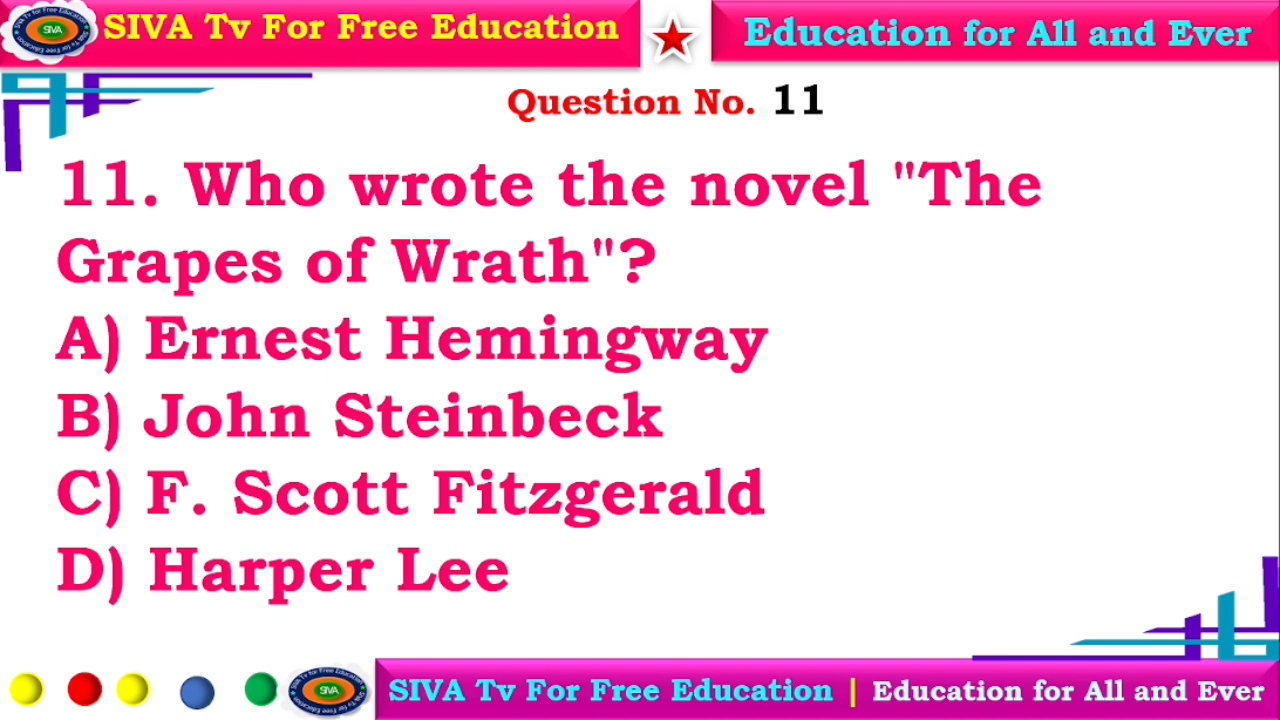 SIVA Tv For Free Education
Education for All and Ever
SIVA
Question No. 11
11. Who wrote the novel "The
Grapes of Wrath"?
A) Ernest Hemingway
B) John Steinbeck
C) F. Scott Fitzgerald
D) Harper Lee
SIVA
SIVA Tv For Free Education | Education for All and Ever